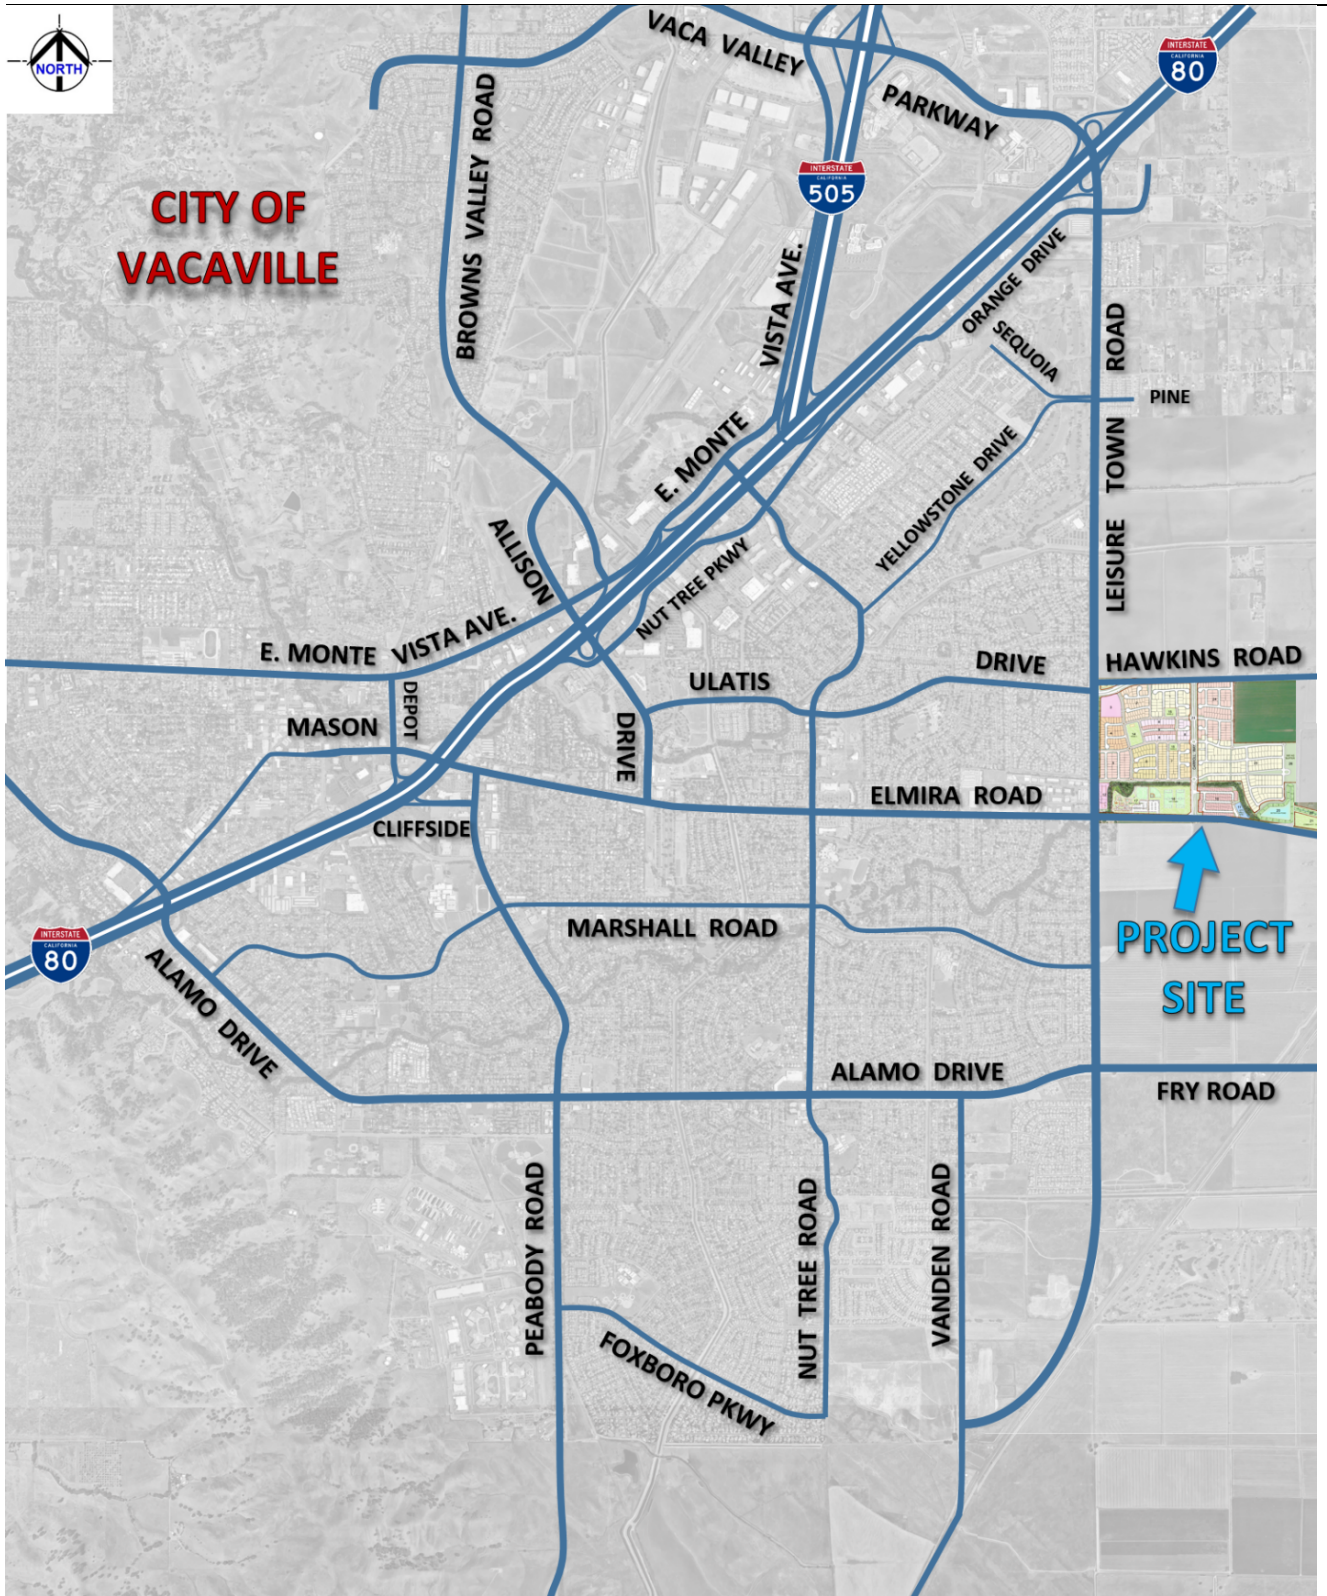 NORTH
VACA VALLEY
PARKWAY
INTERSTATE
CALIFORNIA
80
BROWNS VALLEY ROAD
INTERSTATE
CALIFORNIA
505
CITY OF
VACAVILLE
VISTA AVE.
ORANGE DRIVE
SEQUOIA
ROAD
PINE
E. MONTE
YELLOWSTONE DRIVE
TOWN
LEISURE
ALLISON
NUT TREE PKWY
E. MONTE VISTA AVE.
DRIVE
HAWKINS ROAD
ULATIS
DEPOT
MASON
DRIVE
ELMIRA ROAD
CLIFFSIDE
MARSHALL ROAD
PROJECT
SITE
INTERSTATE
CALIFORNIA
80
ALAMO DRIVE
ALAMO DRIVE
FRY ROAD
PEABODY ROAD
NUT TREE ROAD
VANDEN ROAD
FOXBORO PKWY